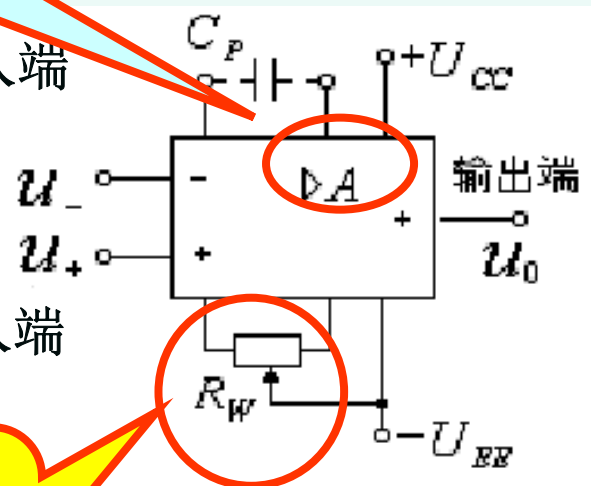 C_P
+U_CC
入端
u_-
- ▷A
输出端
+
u_0
u_+
+
入端
R_W
-U_EE